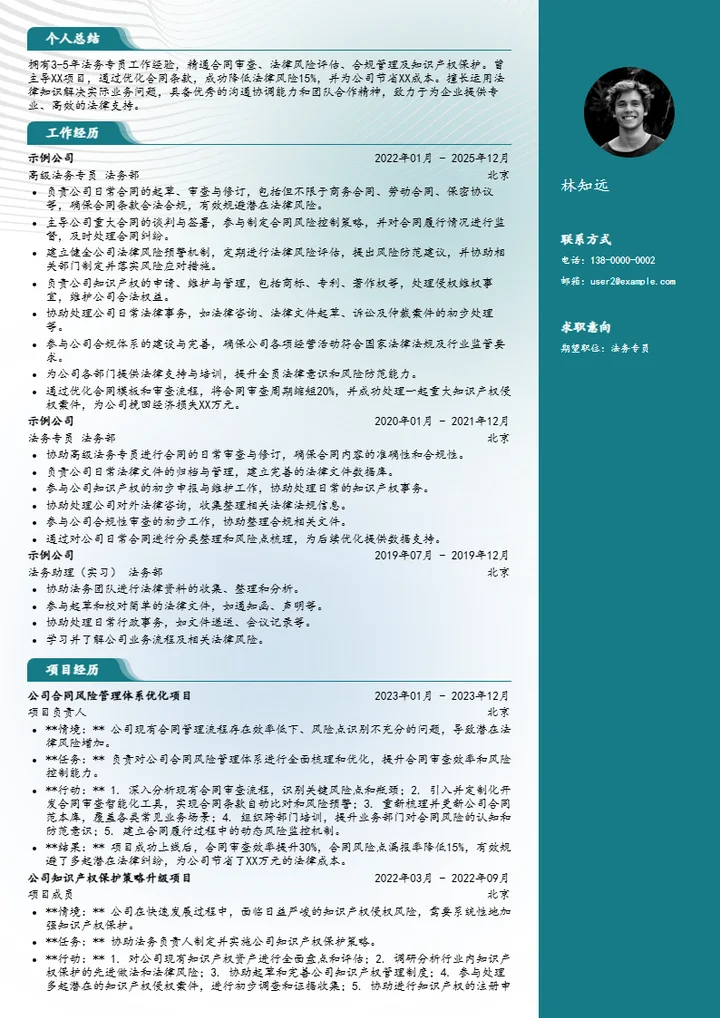 个人总结
拥有3-5年法务专员工作经验，精通合同审查、法律风险评估、合规管理及知识产权保护。曾
主导XX项目，通过优化合同条款，成功降低法律风险15%，并为公司节省XX成本。擅长运用法
律知识解决实际业务问题，具备优秀的沟通协调能力和团队合作精神，致力于为企业提供专
业、高效的法律支持。
工作经历
示例公司 2022年01月 - 2025年12月
高级法务专员 法务部 北京
• 负责公司日常合同的起草、审查与修订，包括但不限于商务合同、劳动合同、保密协议
等，确保合同条款合法合规，有效规避潜在法律风险。
• 主导公司重大合同的谈判与签署，参与制定合同风险控制策略，并对合同履行情况进行监
督，及时处理合同纠纷。
• 建立健全公司法律风险预警机制，定期进行法律风险评估，提出风险防范建议，并协助相
关部门制定并落实风险应对措施。
• 负责公司知识产权的申请、维护与管理，包括商标、专利、著作权等，处理侵权维权事
宜，维护公司合法权益。
• 协助处理公司日常法律事务，如法律咨询、法律文件起草、诉讼及仲裁案件的初步处理
等。
• 参与公司合规体系的建设与完善，确保公司各项经营活动符合国家法律法规及行业监管要
求。
• 为公司各部门提供法律支持与培训，提升全员法律意识和风险防范能力。
• 通过优化合同模板和审查流程，将合同审查周期缩短20%，并成功处理一起重大知识产权侵
权案件，为公司挽回经济损失XX万元。
示例公司 2020年01月 - 2021年12月
法务专员 法务部 北京
• 协助高级法务专员进行合同的日常审查与修订，确保合同内容的准确性和合规性。
• 负责公司日常法律文件的归档与管理，建立完善的法律文件数据库。
• 参与公司知识产权的初步申报与维护工作，协助处理日常的知识产权事务。
• 协助处理公司对外法律咨询，收集整理相关法律法规信息。
• 参与公司合规性审查的初步工作，协助整理合规相关文件。
• 通过对公司日常合同进行分类整理和风险点梳理，为后续优化提供数据支持。
示例公司 2019年07月 - 2019年12月
法务助理（实习） 法务部 北京
• 协助法务团队进行法律资料的收集、整理和分析。
• 参与起草和校对简单的法律文件，如通知函、声明等。
• 协助处理日常行政事务，如文件递送、会议记录等。
• 学习并了解公司业务流程及相关法律风险。
项目经历
公司合同风险管理体系优化项目 2023年01月 - 2023年12月
项目负责人 北京
• **情境：** 公司现有合同管理流程存在效率低下、风险点识别不充分的问题，导致潜在法
律风险增加。
• **任务：** 负责对公司合同风险管理体系进行全面梳理和优化，提升合同审查效率和风险
控制能力。
• **行动：** 1. 深入分析现有合同审查流程，识别关键风险点和瓶颈；2. 引入并定制化开
发合同审查智能化工具，实现合同条款自动比对和风险预警；3. 重新梳理并更新公司合同
范本库，覆盖各类常见业务场景；4. 组织跨部门培训，提升业务部门对合同风险的认知和
防范意识；5. 建立合同履行过程中的动态风险监控机制。
• **结果：** 项目成功上线后，合同审查效率提升30%，合同风险点漏报率降低15%，有效规
避了多起潜在法律纠纷，为公司节省了XX万元的法律成本。
公司知识产权保护策略升级项目 2022年03月 - 2022年09月
项目成员 北京
• **情境：** 公司在快速发展过程中，面临日益严峻的知识产权侵权风险，需要系统性地加
强知识产权保护。
• **任务：** 协助法务负责人制定并实施公司知识产权保护策略。
• **行动：** 1. 对公司现有知识产权资产进行全面盘点和评估；2. 调研分析行业内知识产
权保护的先进做法和法律风险；3. 协助起草和完善公司知识产权管理制度；4. 参与处理
多起潜在的知识产权侵权案件，进行初步调查和证据收集；5. 协助进行知识产权的注册申
林知远
联系方式
电话：138-0000-0002
邮箱：user2@example.com
求职意向
期望职位：法务专员